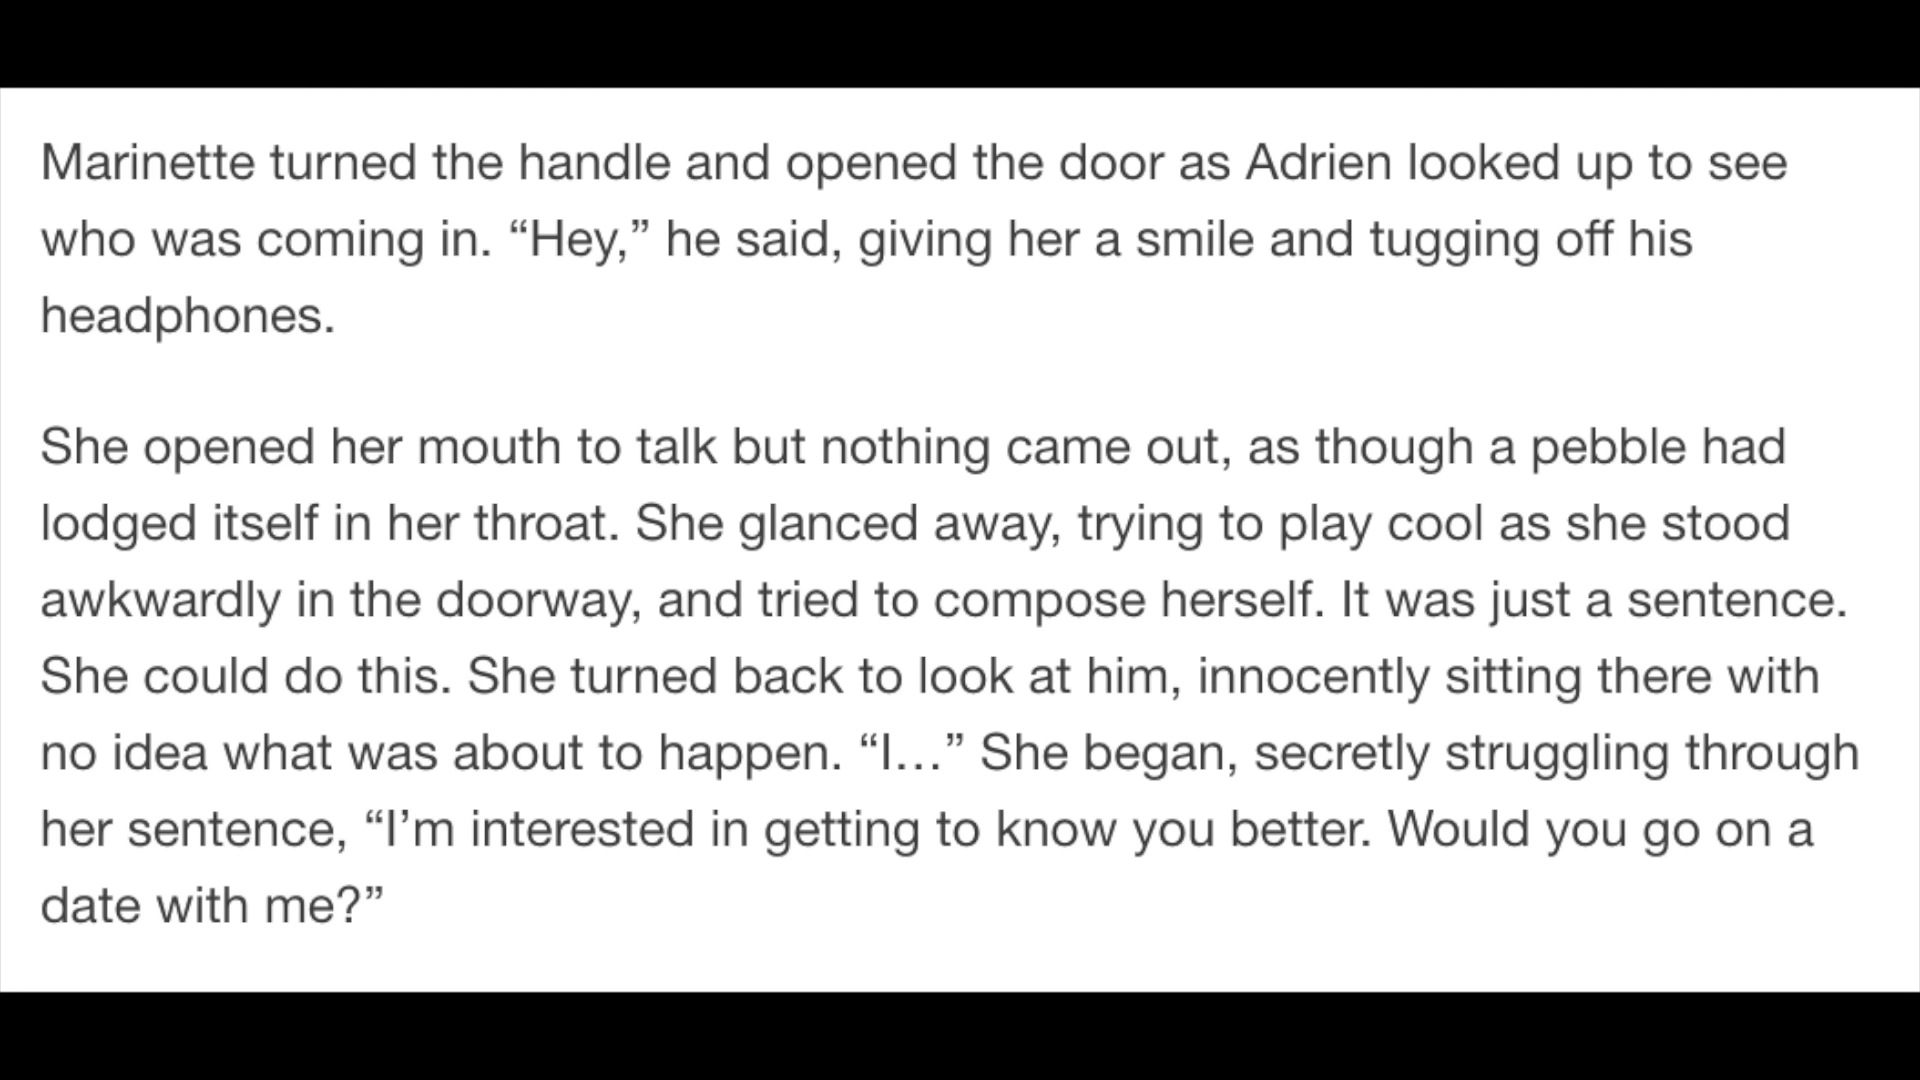 Marinette turned the handle and opened the door as Adrien looked up to see
who was coming in. “Hey,” he said, giving her a smile and tugging off his
headphones.
She opened her mouth to talk but nothing came out, as though a pebble had
lodged itself in her throat. She glanced away, trying to play cool as she stood
awkwardly in the doorway, and tried to compose herself. It was just a sentence.
She could do this. She turned back to look at him, innocently sitting there with
no idea what was about to happen. “I…” She began, secretly struggling through
her sentence, “I’m interested in getting to know you better. Would you go on a
date with me?”